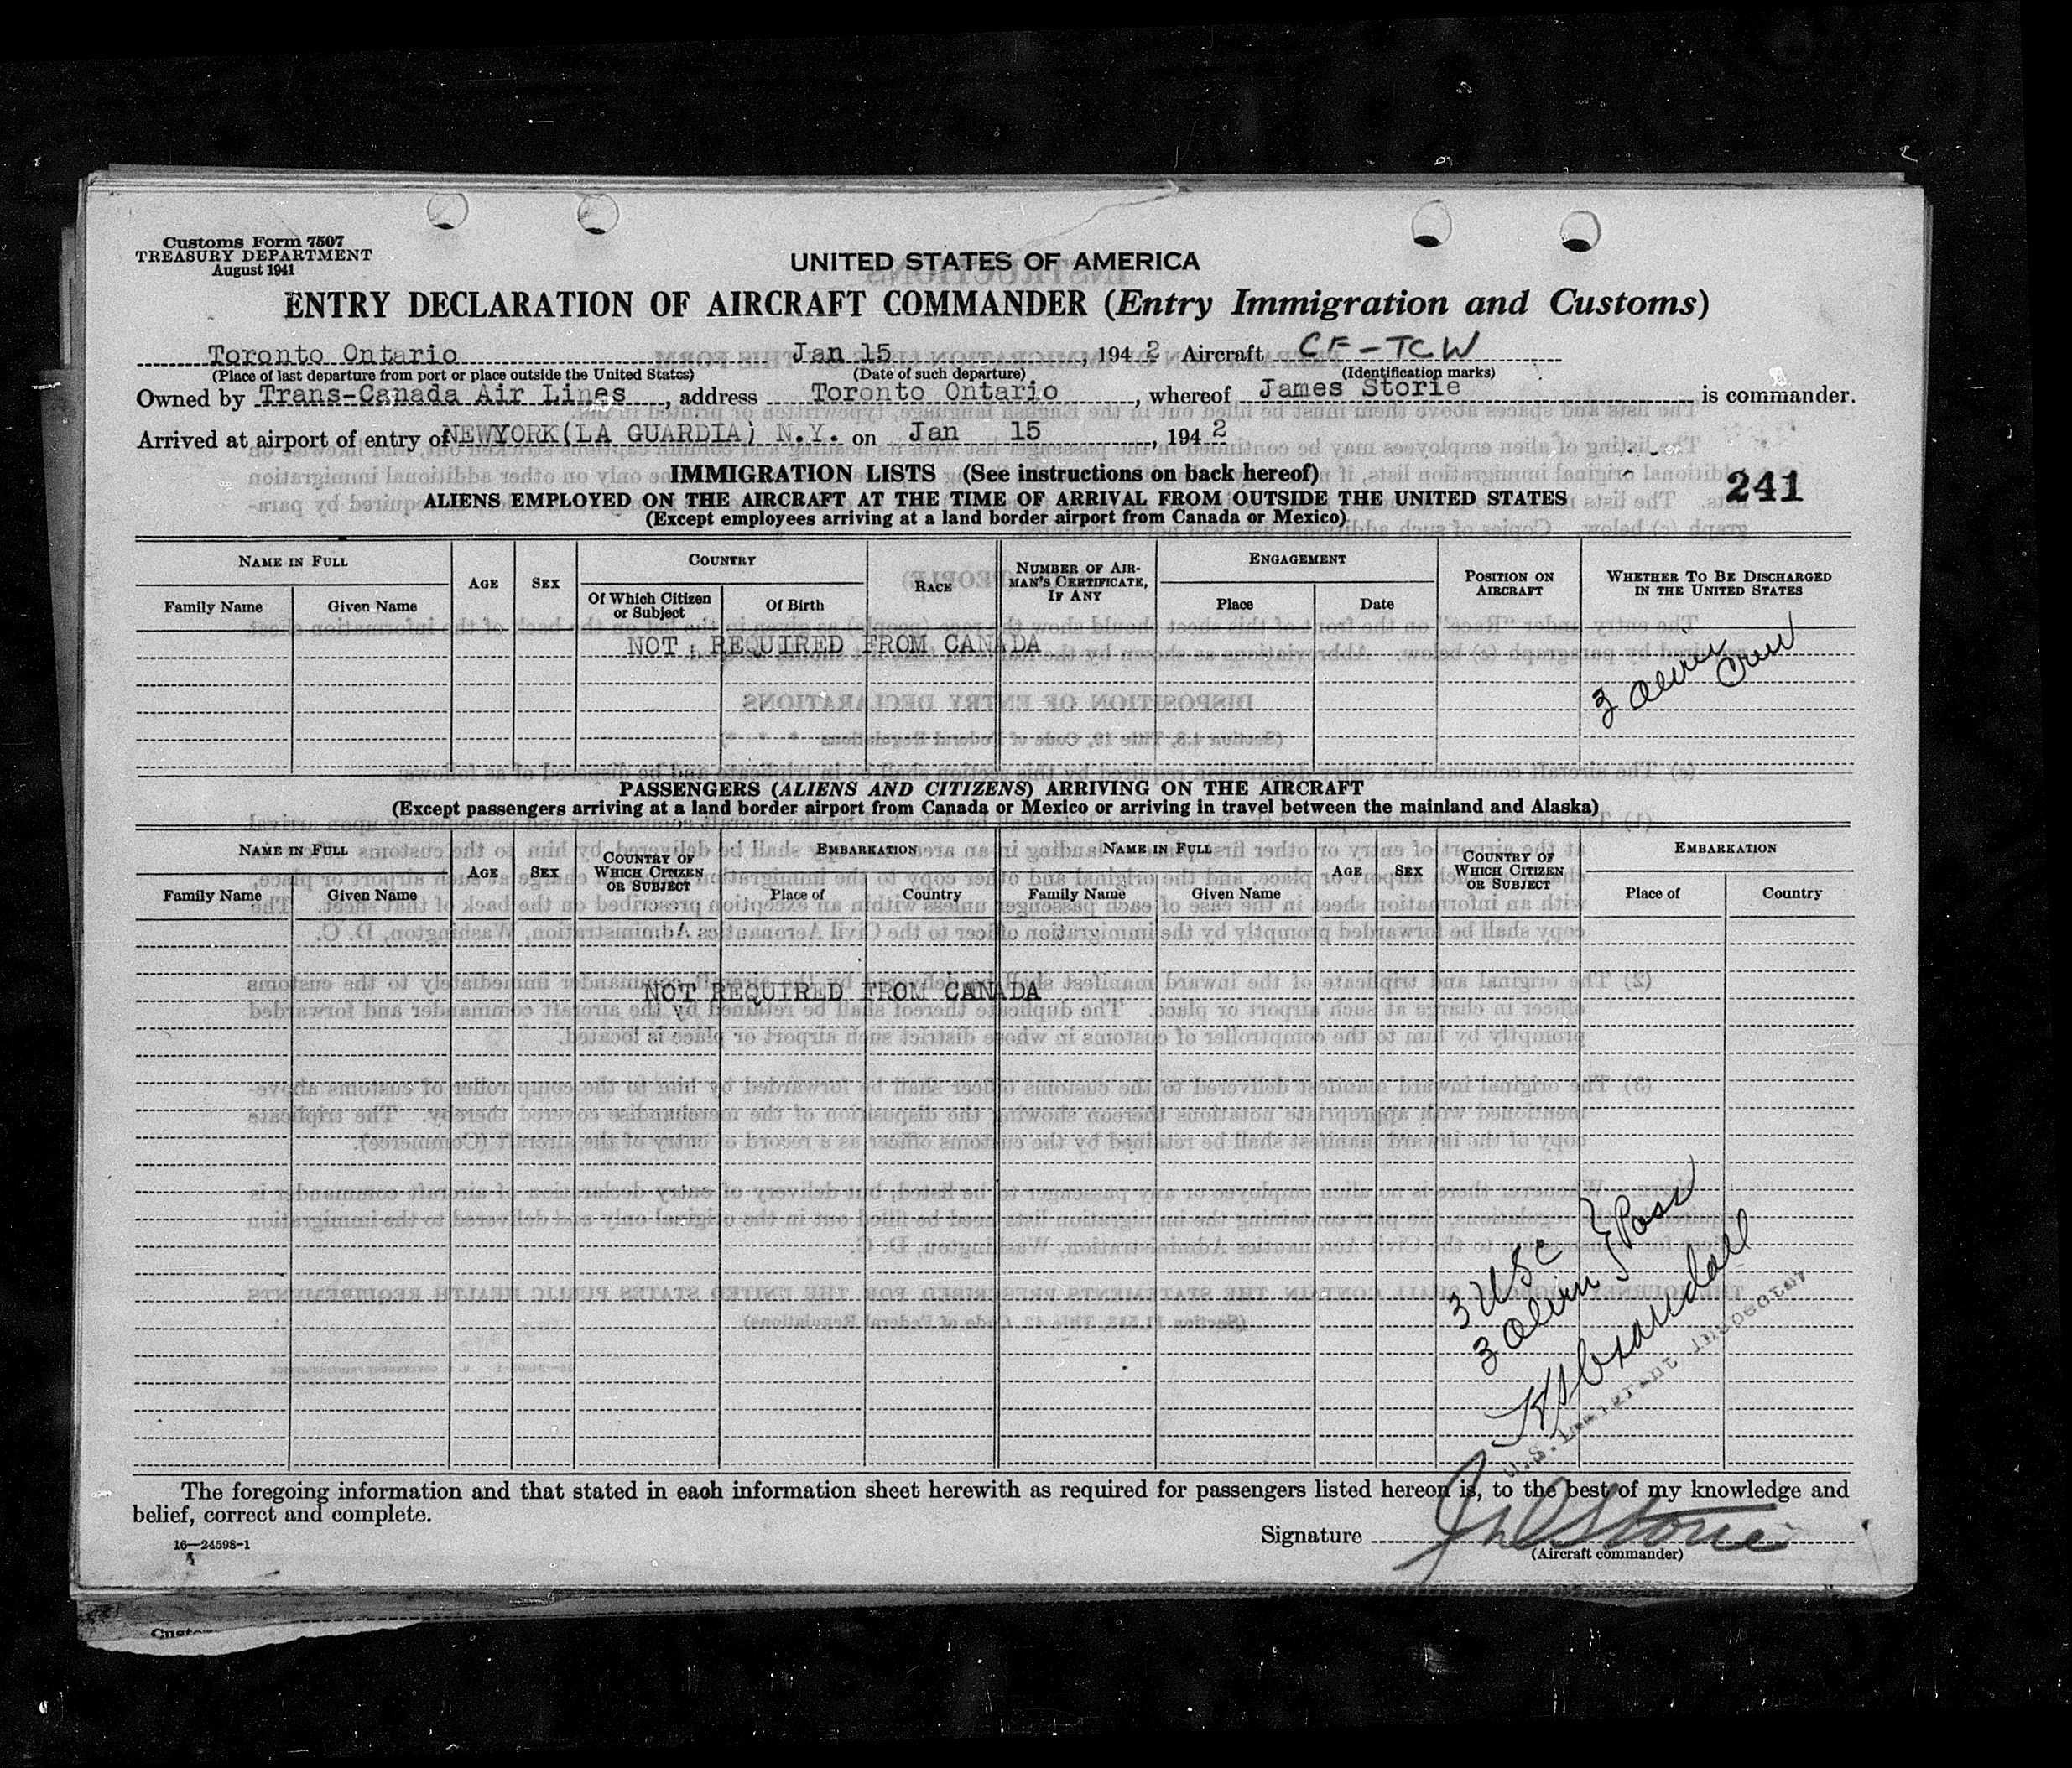 Customs Form 7507
TREASURY DEPARTMENT
August 1941
UNITED STATES OF AMERICA
ENTRY DECLARATION OF AIRCRAFT COMMANDER (Entry Immigration and Customs)
Toronto Ontario Jan 15, 1942 Aircraft CF-TCW
(Place of last departure from port or place outside the United States) (Date of such departure) (Identification marks)
Owned by Trans-Canada Air Lines, address Toronto Ontario, whereof James Storie is commander.
Arrived at airport of entry of NEWYORK(LA GUARDIA) N.Y. on Jan 15, 1942
IMMIGRATION LISTS (See instructions on back hereof)
241
ALIENS EMPLOYED ON THE AIRCRAFT AT THE TIME OF ARRIVAL FROM OUTSIDE THE UNITED STATES
(Except employees arriving at a land border airport from Canada or Mexico)
NAME IN FULL AGE SEX COUNTRY RACE NUMBER OF AIRMAN'S CERTIFICATE, IF ANY ENGAGEMENT POSITION ON AIRCRAFT WHETHER TO BE DISCHARGED IN THE UNITED STATES
Family Name Given Name Of Which Citizen or Subject Of Birth Place Date
NOT REQUIRED FROM CANADA
3 Crew
PASSENGERS (ALIENS AND CITIZENS) ARRIVING ON THE AIRCRAFT
(Except passengers arriving at a land border airport from Canada or Mexico or arriving in travel between the mainland and Alaska)
NAME IN FULL AGE SEX COUNTRY OF WHICH CITIZEN OR SUBJECT EMBARKATION NAME IN FULL AGE SEX COUNTRY OF WHICH CITIZEN OR SUBJECT EMBARKATION
Family Name Given Name Place of Country Family Name Given Name Place of Country
NOT REQUIRED FROM CANADA
3 USC
3 Pass
U.S. Immigrant Inspector
The foregoing information and that stated in each information sheet herewith as required for passengers listed hereon is, to the best of my knowledge and
belief, correct and complete.
Signature
(Aircraft commander)
16—24598-1